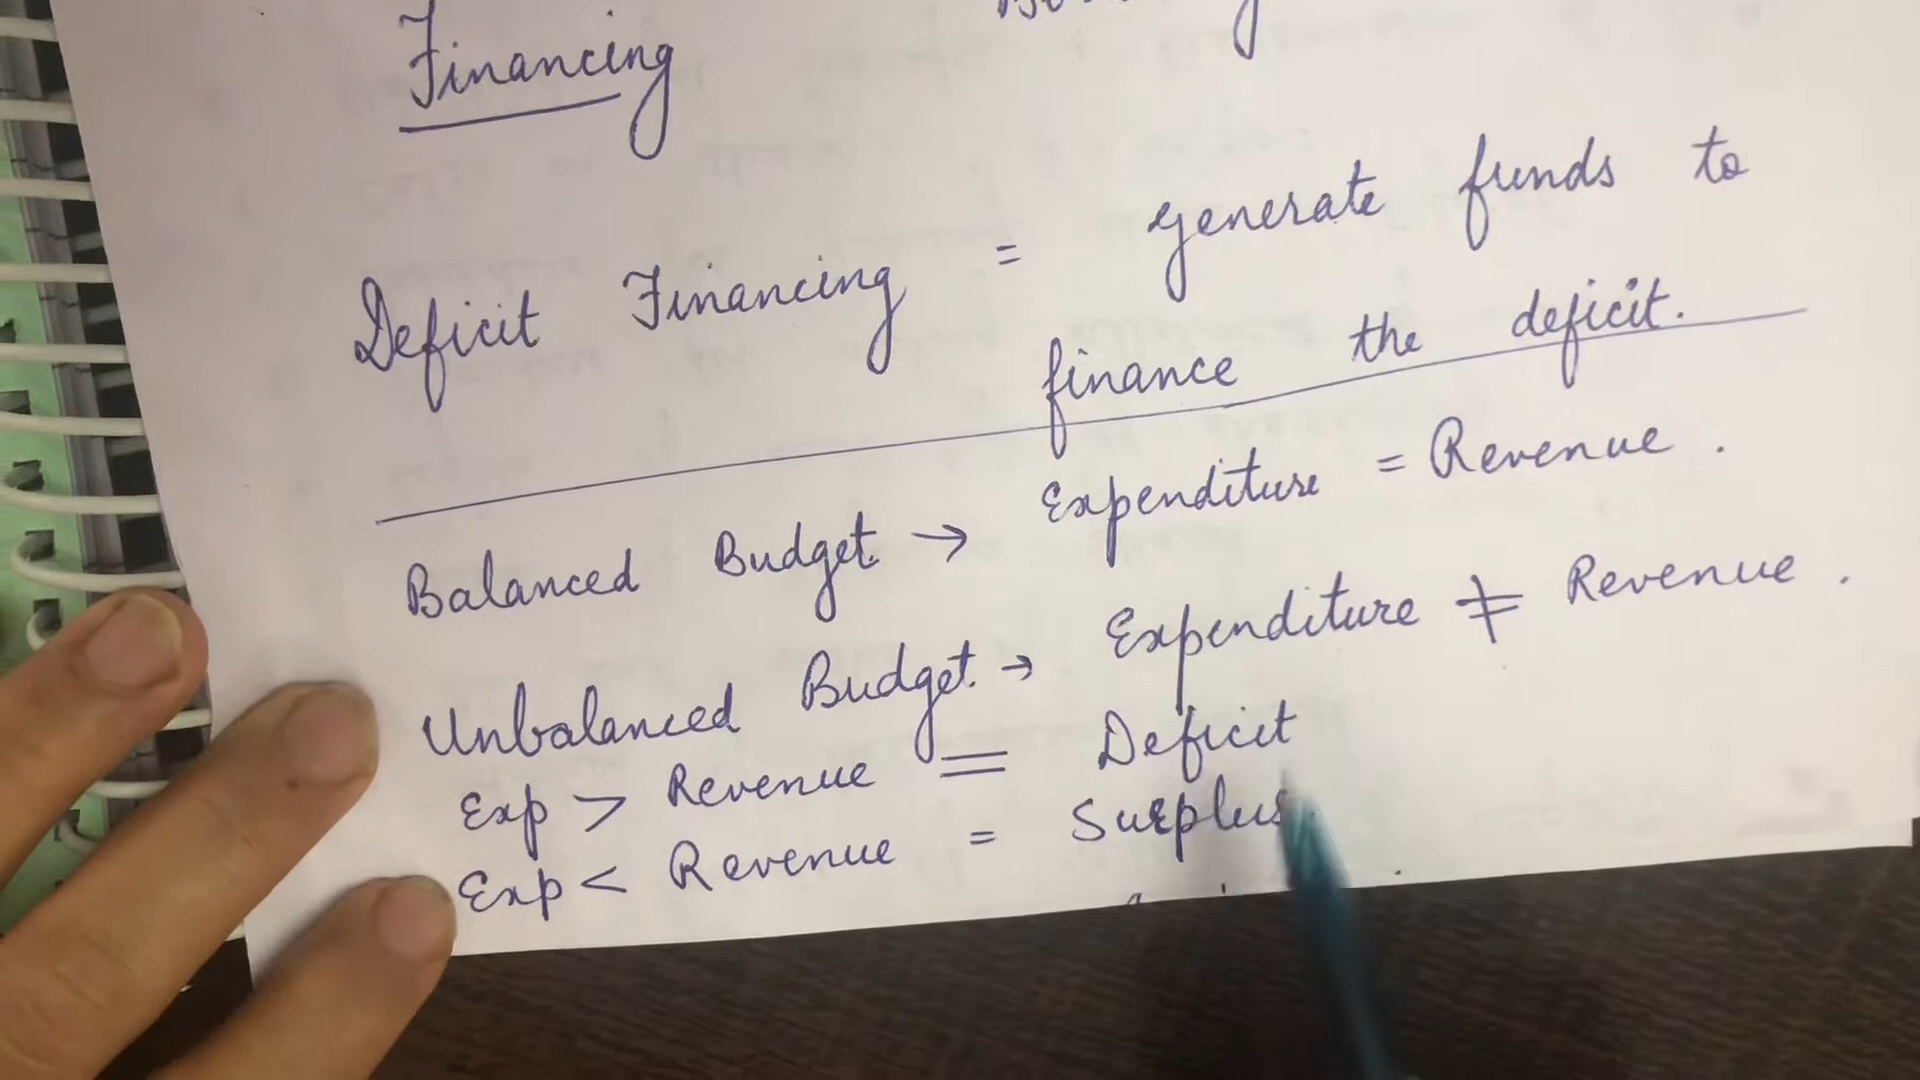 Financing
Deficit Financing = generate funds to
finance the deficit.
Balanced Budget → Expenditure = Revenue.
Unbalanced Budget → Expenditure ≠ Revenue.
Exp > Revenue = Deficit
Exp < Revenue = Surplus